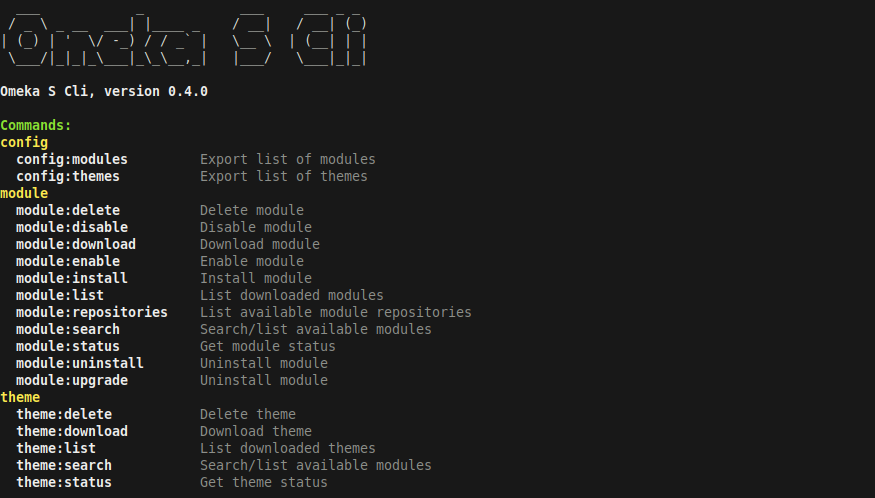 Omeka S Cli
Omeka S Cli, version 0.4.0
Commands:
config
config:modules Export list of modules
config:themes Export list of themes
module
module:delete Delete module
module:disable Disable module
module:download Download module
module:enable Enable module
module:install Install module
module:list List downloaded modules
module:repositories List available module repositories
module:search Search/list available modules
module:status Get module status
module:uninstall Uninstall module
module:upgrade Uninstall module
theme
theme:delete Delete theme
theme:download Download theme
theme:list List downloaded themes
theme:search Search/list available modules
theme:status Get theme status